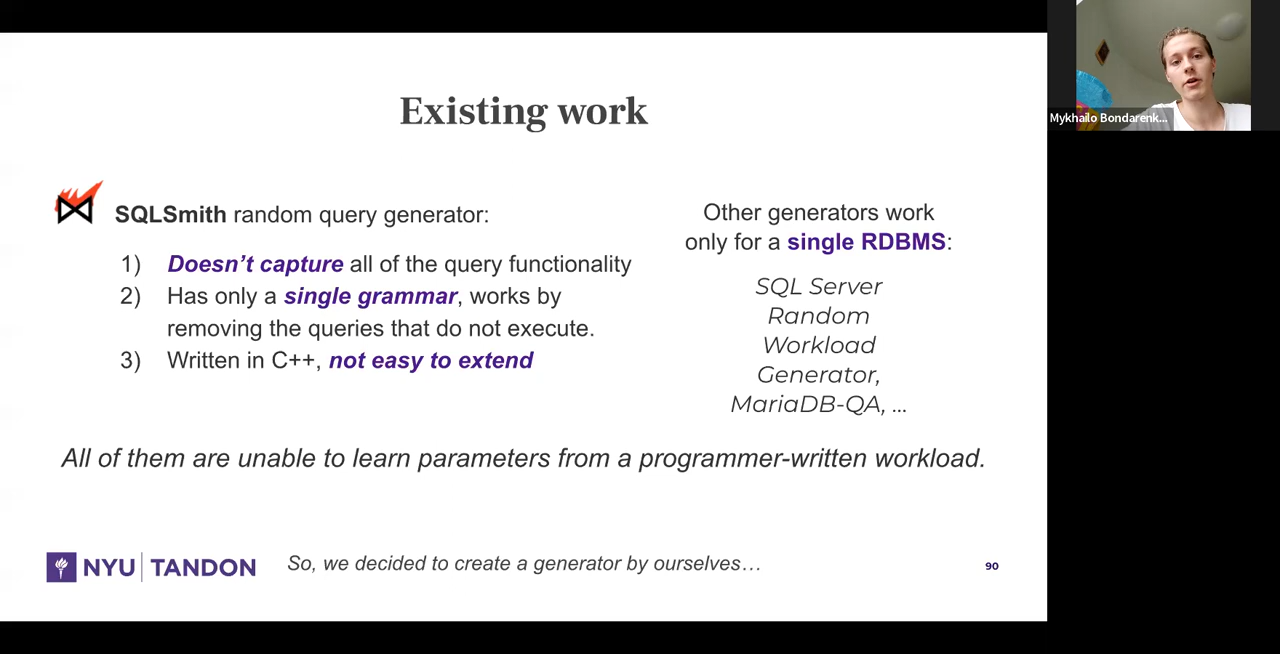 Existing work
Mykhailo Bondarenk...
SQLSmith random query generator:
1) Doesn’t capture all of the query functionality
2) Has only a single grammar, works by
removing the queries that do not execute.
3) Written in C++, not easy to extend
Other generators work
only for a single RDBMS:
SQL Server
Random
Workload
Generator,
MariaDB-QA, ...
All of them are unable to learn parameters from a programmer-written workload.
NYU TANDON
So, we decided to create a generator by ourselves…
90